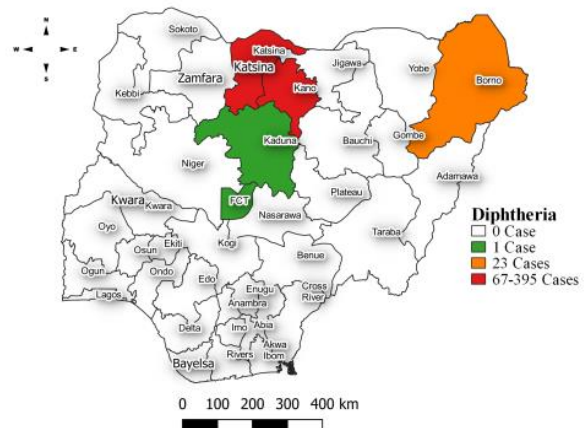 N
W E
S
Sokoto
Katsina
Katsina
Zamfara
Jigawa
Yobe
Kebbi
Kano
Borno
Kaduna
Bauchi
Gombe
Niger
Adamawa
FCT
Plateau
Kwara
Kwara
Nasarawa
Oyo
Kogi
Taraba
Osun
Ekiti
Benue
Ogun
Ondo
Edo
Lagos
Enugu
Cross
River
Anambra
Delta
Imo
Abia
Bayelsa
Rivers
Akwa
Ibom
Diphtheria
0 Case
1 Case
23 Cases
67-395 Cases
0 100 200 300 400 km